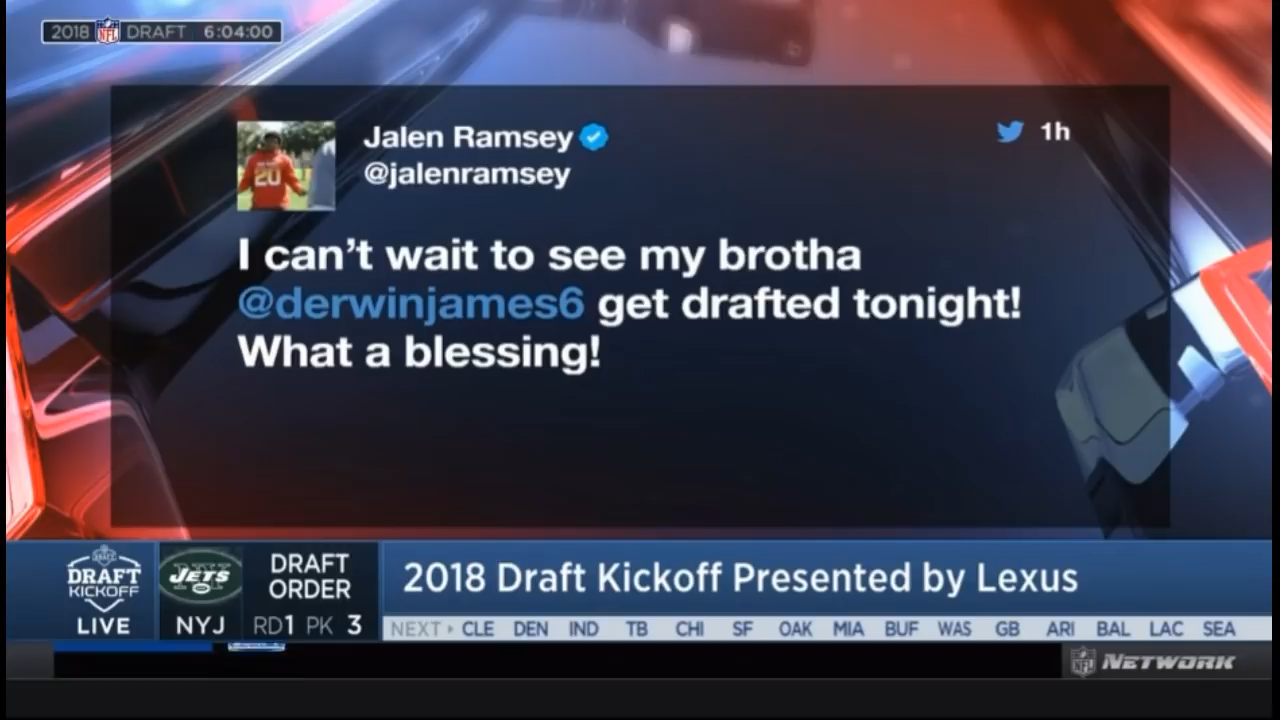 2018 NFL DRAFT 6:04:00
Jalen Ramsey
1h
@jalenramsey
20
I can't wait to see my brotha
@derwinjames6 get drafted tonight!
What a blessing!
DRAFT
KICKOFF
LIVE
JETS
NYJ
DRAFT
ORDER
RD1 PK 3
2018 Draft Kickoff Presented by Lexus
NEXT CLE DEN IND TB CHI SF OAK MIA BUF WAS GB ARI BAL LAC SEA
NFL NETWORK